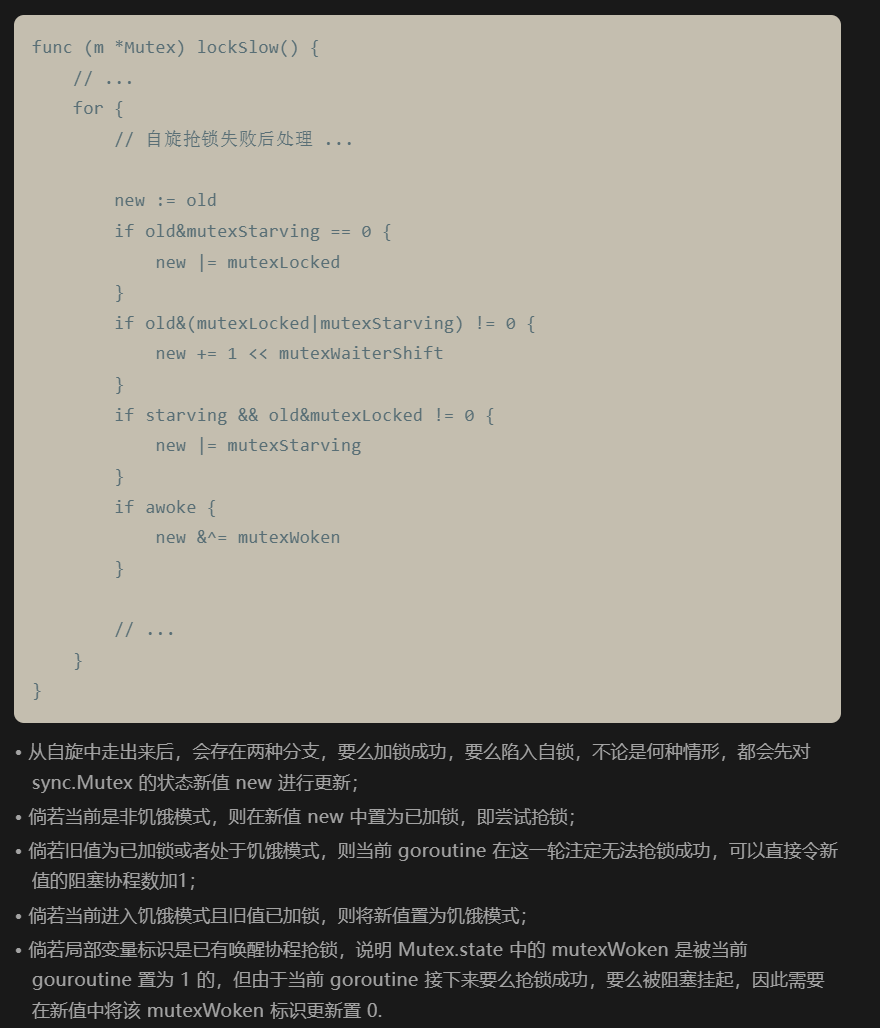 func (m *Mutex) lockSlow() {
// ...
for {
// 自旋抢锁失败后处理 ...
new := old
if old&mutexStarving == 0 {
new |= mutexLocked
}
if old&(mutexLocked|mutexStarving) != 0 {
new += 1 << mutexWaiterShift
}
if starving && old&mutexLocked != 0 {
new |= mutexStarving
}
if awoke {
new &^= mutexWoken
}
// ...
}
}
• 从自旋中走出来后，会存在两种分支，要么加锁成功，要么陷入自锁，不论是何种情形，都会先对
sync.Mutex 的状态新值 new 进行更新；
• 倘若当前是非饥饿模式，则在新值 new 中置为已加锁，即尝试抢锁；
• 倘若旧值为已加锁或者处于饥饿模式，则当前 goroutine 在这一轮注定无法抢锁成功，可以直接令新
值的阻塞协程数加1；
• 倘若当前进入饥饿模式且旧值已加锁，则将新值置为饥饿模式；
• 倘若局部变量标识是已有唤醒协程抢锁，说明 Mutex.state 中的 mutexWoken 是被当前
gouroutine 置为 1 的，但由于当前 goroutine 接下来要么抢锁成功，要么被阻塞挂起，因此需要
在新值中将该 mutexWoken 标识更新置 0.